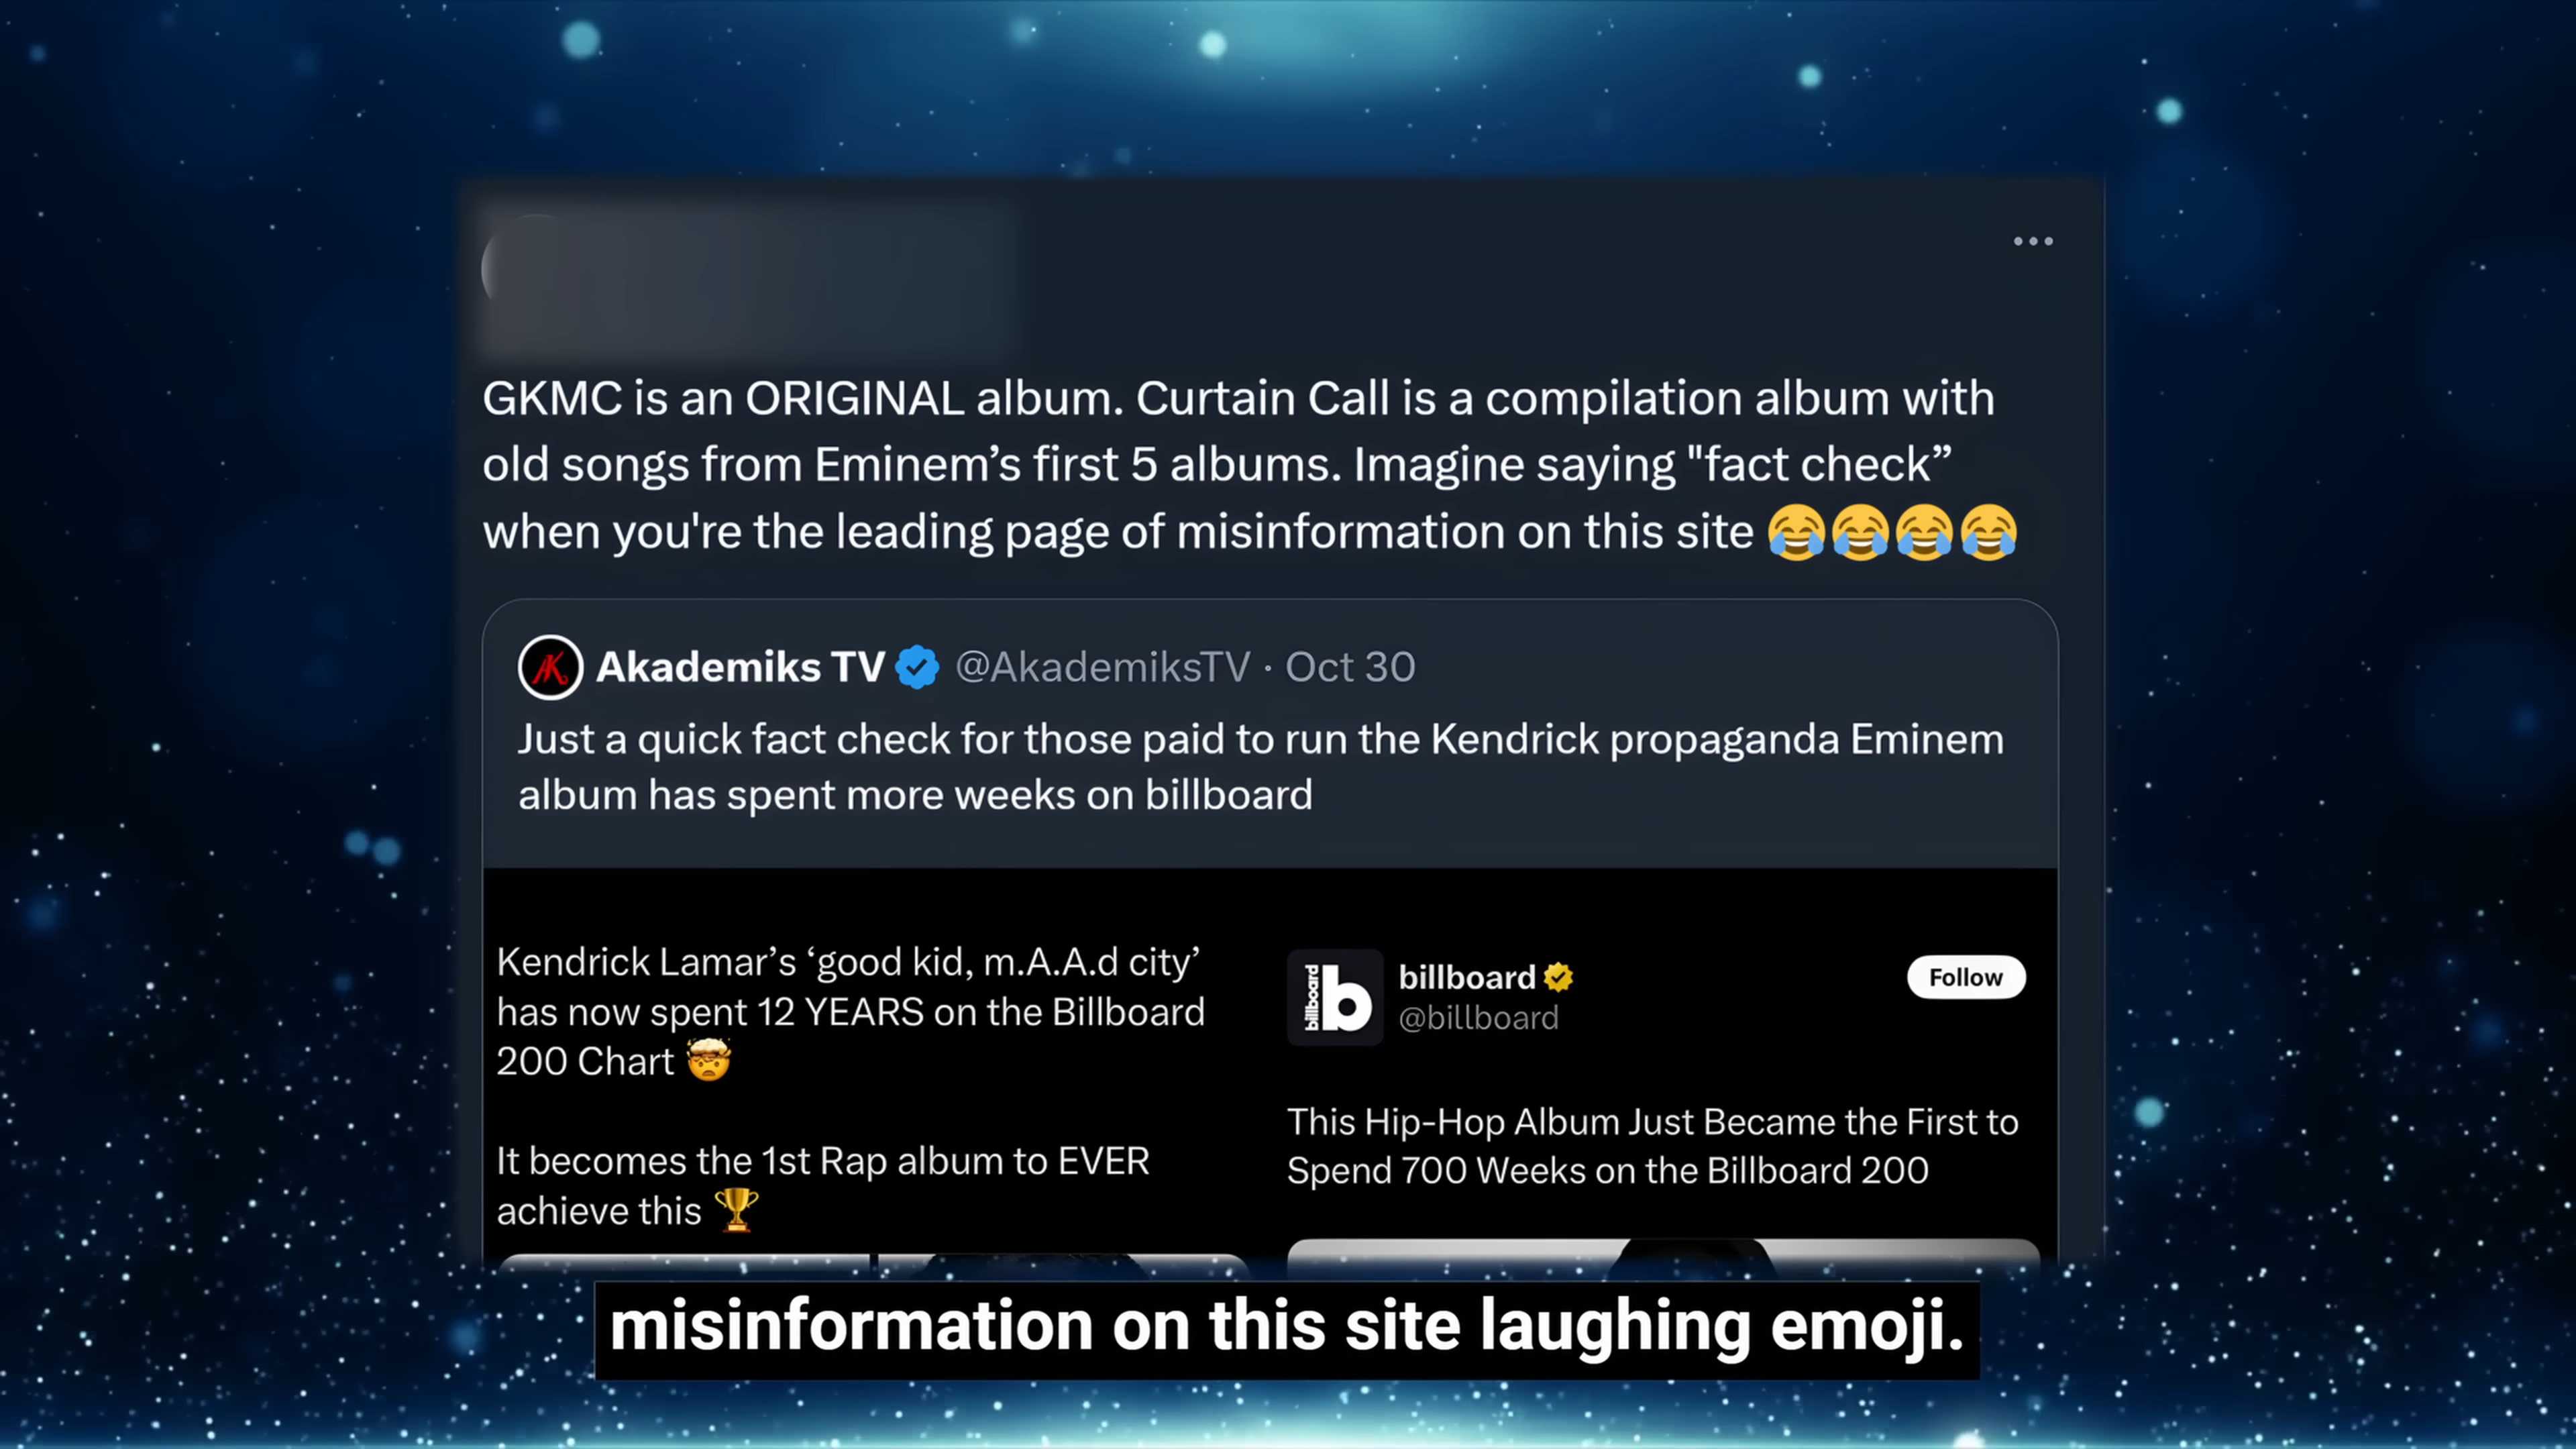 GKMC is an ORIGINAL album. Curtain Call is a compilation album with
old songs from Eminem’s first 5 albums. Imagine saying "fact check”
when you're the leading page of misinformation on this site 😂😂😂😂
AK
Akademiks TV @AkademiksTV · Oct 30
Just a quick fact check for those paid to run the Kendrick propaganda Eminem
album has spent more weeks on billboard
Kendrick Lamar’s ‘good kid, m.A.A.d city’
has now spent 12 YEARS on the Billboard
200 Chart 🤯
It becomes the 1st Rap album to EVER
achieve this 🏆
billboard b
billboard
Follow
@billboard
This Hip-Hop Album Just Became the First to
Spend 700 Weeks on the Billboard 200
misinformation on this site laughing emoji.